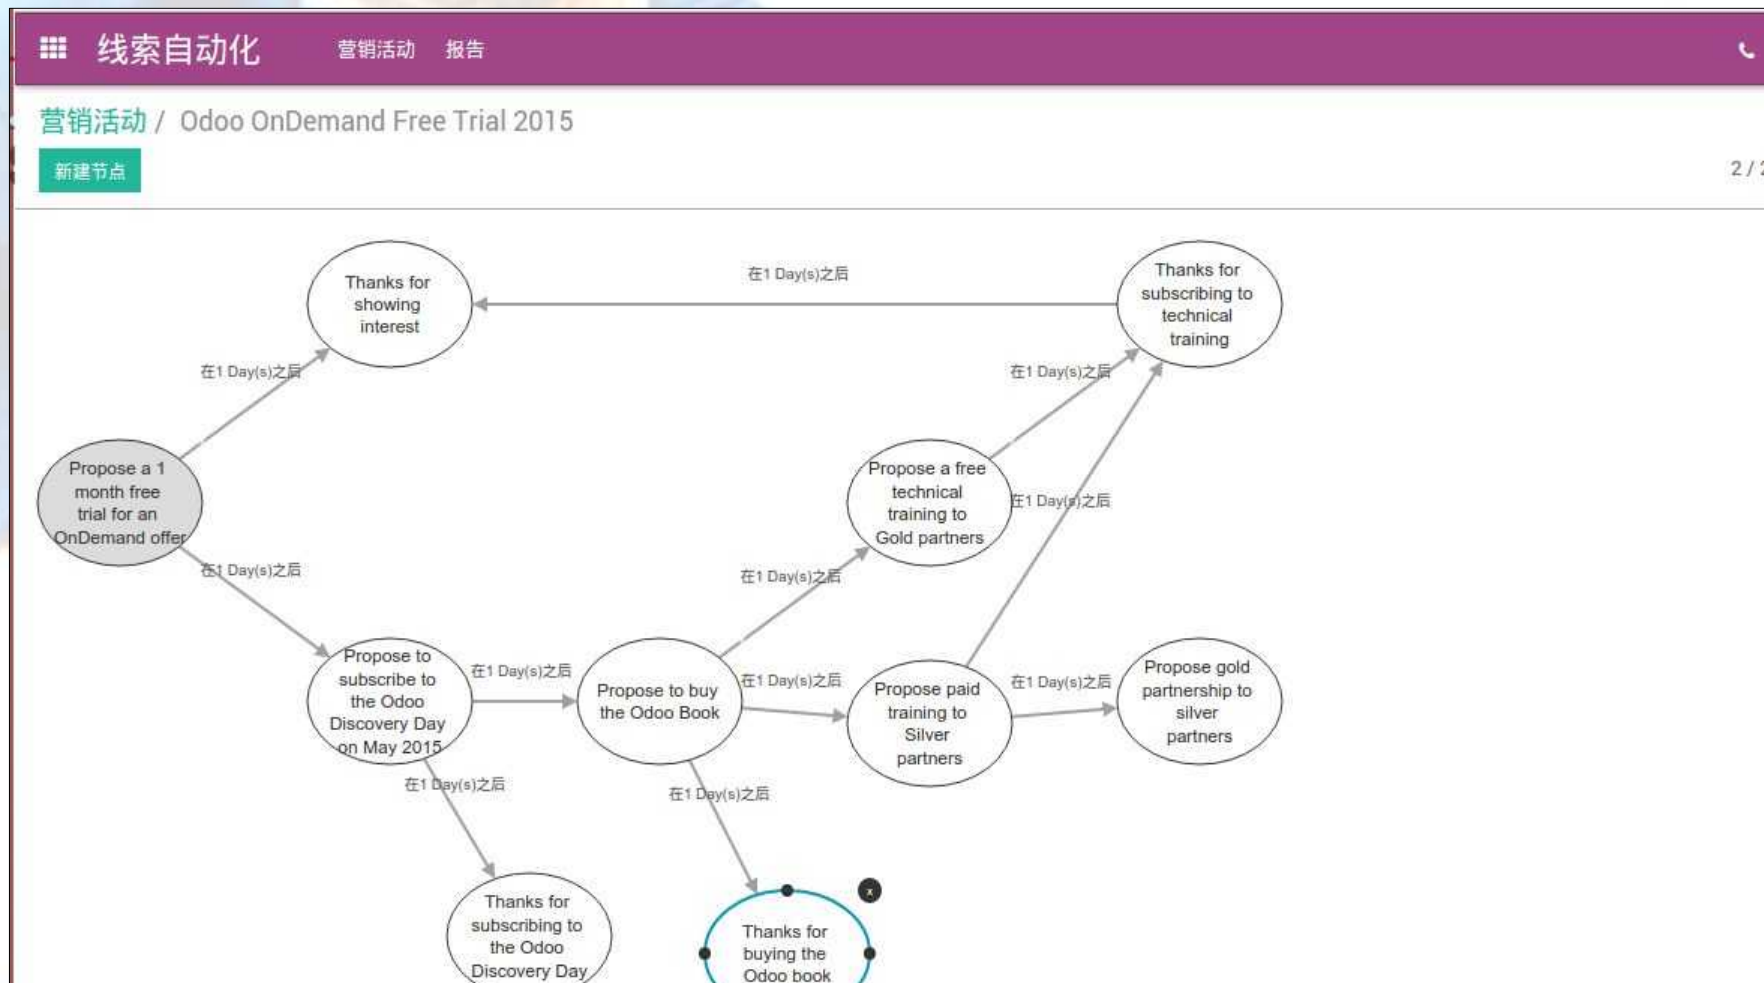 线索自动化
营销活动
报告
营销活动 / Odoo OnDemand Free Trial 2015
新建节点
2 / 2
Thanks for
showing
interest
在1 Day(s)之后
Thanks for
subscribing to
technical
training
在1 Day(s)之后
在1 Day(s)之后
Propose a 1
month free
trial for an
OnDemand offer
Propose a free
technical
training to
Gold partners
在1 Day(s)之后
在1 Day(s)之后
在1 Day(s)之后
Propose to
subscribe to
the Odoo
Discovery Day
on May 2015
在1 Day(s)之后
Propose to buy
the Odoo Book
在1 Day(s)之后
Propose paid
training to
Silver
partners
在1 Day(s)之后
Propose gold
partnership to
silver
partners
在1 Day(s)之后
在1 Day(s)之后
Thanks for
subscribing to
the Odoo
Discovery Day
x
Thanks for
buying the
Odoo book